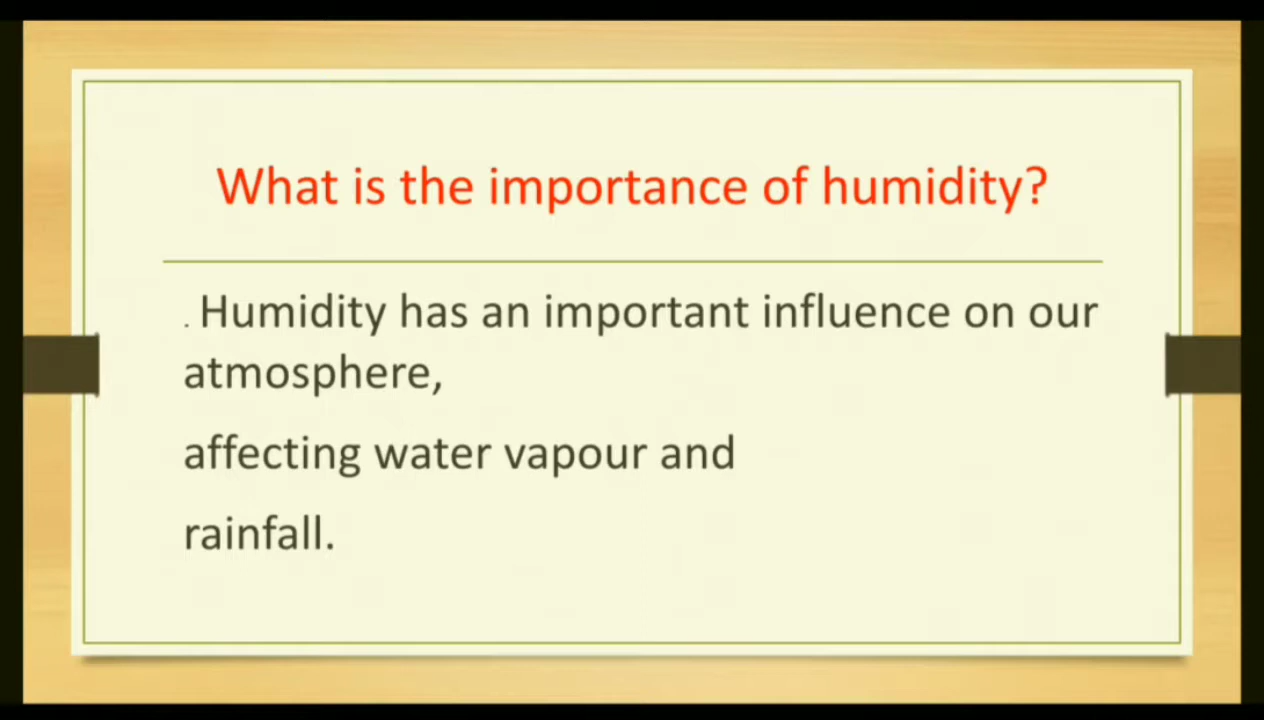 What is the importance of humidity?
. Humidity has an important influence on our
atmosphere,
affecting water vapour and
rainfall.